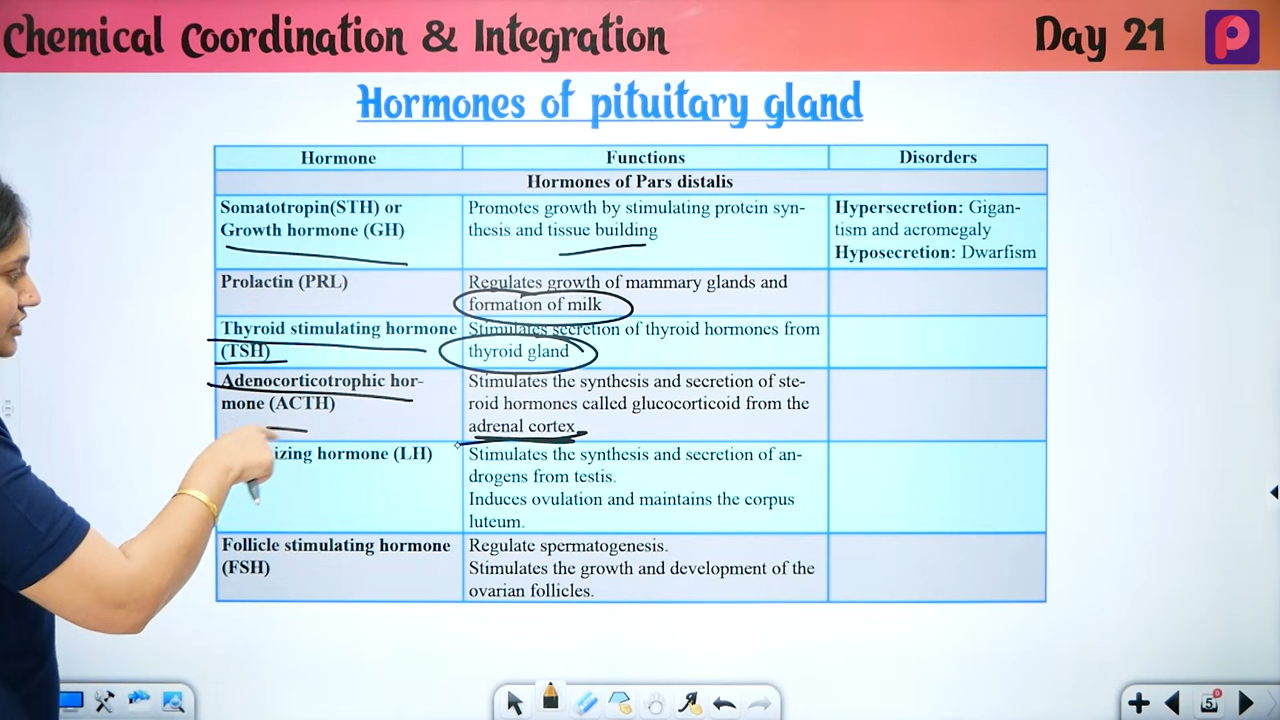 Chemical Coordination & Integration
Day 21
Hormones of pituitary gland
Hormone
Functions
Disorders
Hormones of Pars distalis
Somatotropin(STH) or
Growth hormone (GH)
Promotes growth by stimulating protein syn-
thesis and tissue building
Hypersecretion: Gigan-
tism and acromegaly
Hyposecretion: Dwarfism
Prolactin (PRL)
Regulates growth of mammary glands and
formation of milk
Thyroid stimulating hormone
(TSH)
Stimulates secretion of thyroid hormones from
thyroid gland
Adenocorticotrophic hor-
mone (ACTH)
Stimulates the synthesis and secretion of ste-
roid hormones called glucocorticoid from the
adrenal cortex
izing hormone (LH)
Stimulates the synthesis and secretion of an-
drogens from testis.
Induces ovulation and maintains the corpus
luteum.
Follicle stimulating hormone
(FSH)
Regulate spermatogenesis.
Stimulates the growth and development of the
ovarian follicles.
5